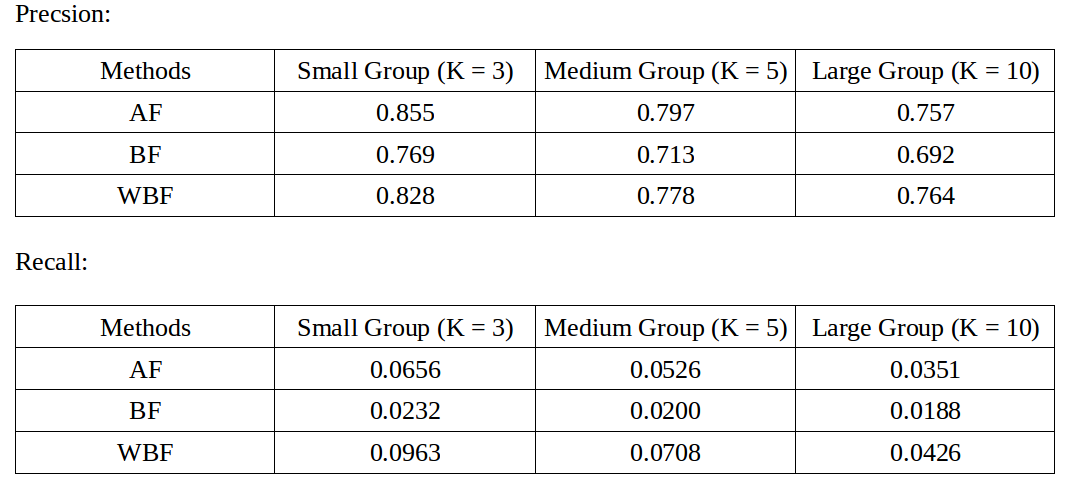 Precsion:
Methods Small Group (K = 3) Medium Group (K = 5) Large Group (K = 10)
AF 0.855 0.797 0.757
BF 0.769 0.713 0.692
WBF 0.828 0.778 0.764
Recall:
Methods Small Group (K = 3) Medium Group (K = 5) Large Group (K = 10)
AF 0.0656 0.0526 0.0351
BF 0.0232 0.0200 0.0188
WBF 0.0963 0.0708 0.0426